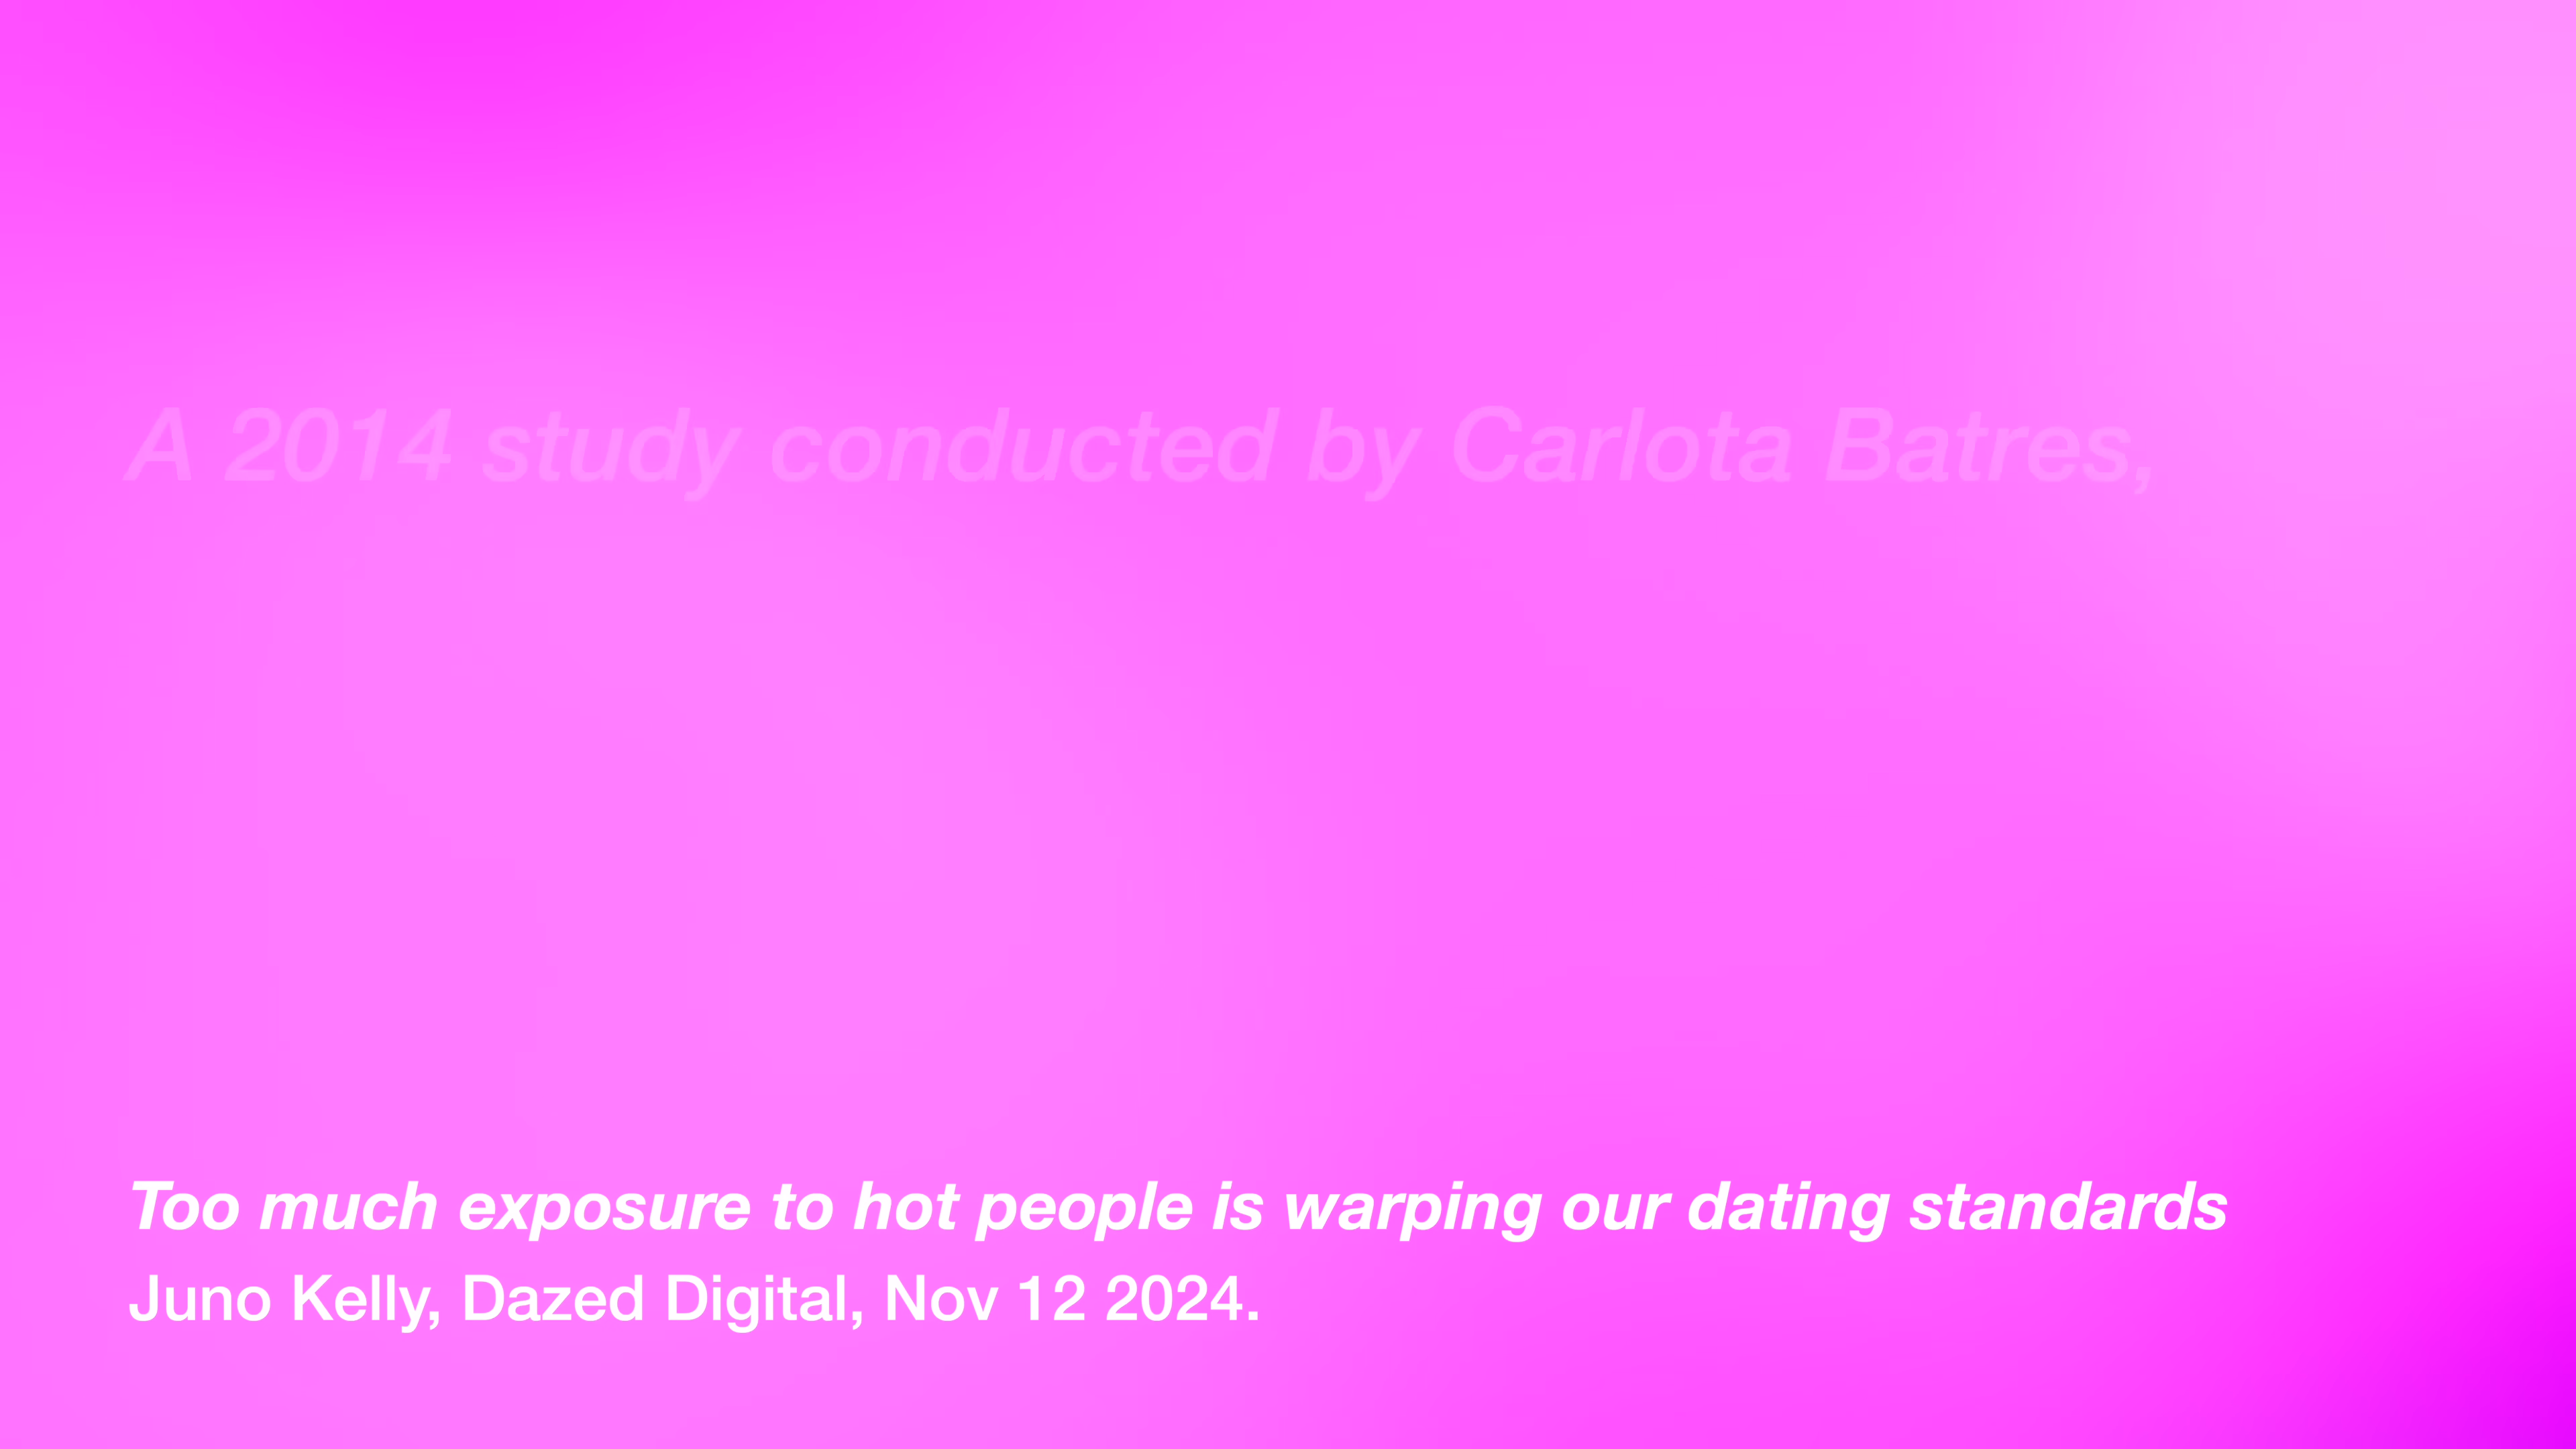 A 2014 study conducted by Carlota Batres,
Too much exposure to hot people is warping our dating standards
Juno Kelly, Dazed Digital, Nov 12 2024.